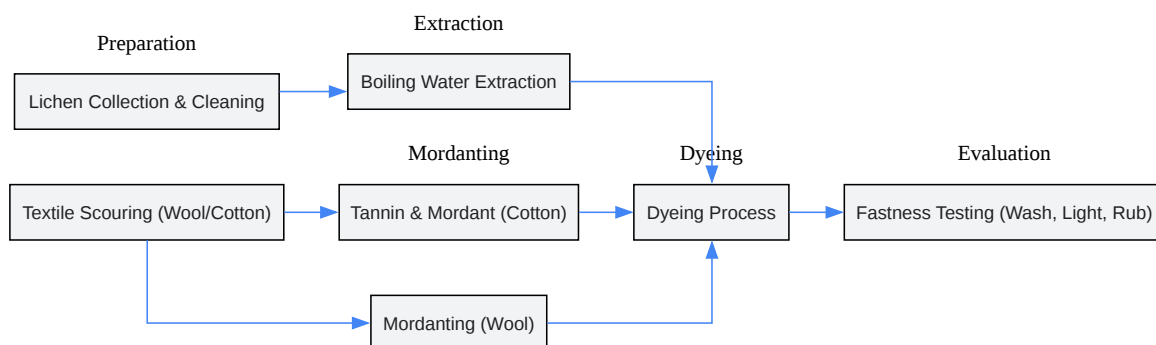 Extraction
Preparation
Boiling Water Extraction
Lichen Collection & Cleaning
Mordanting
Dyeing
Evaluation
Textile Scouring (Wool/Cotton)
Tannin & Mordant (Cotton)
Dyeing Process
Fastness Testing (Wash, Light, Rub)
Mordanting (Wool)